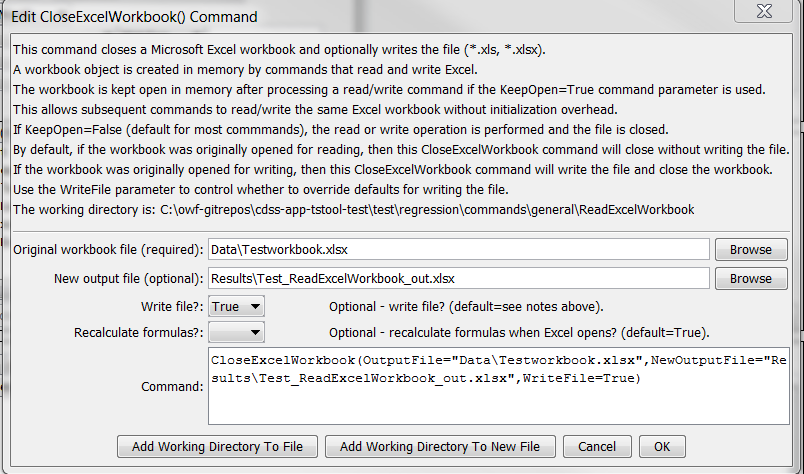 Edit CloseExcelWorkbook() Command
This command closes a Microsoft Excel workbook and optionally writes the file (*.xls, *.xlsx).
A workbook object is created in memory by commands that read and write Excel.
The workbook is kept open in memory after processing a read/write command if the KeepOpen=True command parameter is used.
This allows subsequent commands to read/write the same Excel workbook without initialization overhead.
If KeepOpen=False (default for most commmands), the read or write operation is performed and the file is closed.
By default, if the workbook was originally opened for reading, then this CloseExcelWorkbook command will close without writing the file.
If the workbook was originally opened for writing, then this CloseExcelWorkbook command will write the file and close the workbook.
Use the WriteFile parameter to control whether to override defaults for writing the file.
The working directory is: C:\owf-gitrepos\cdss-app-tstool-test\test\regression\commands\general\ReadExcelWorkbook
Original workbook file (required): Data\Testworkbook.xlsx Browse
New output file (optional): Results\Test_ReadExcelWorkbook_out.xlsx Browse
Write file?: True Optional - write file? (default=see notes above).
Recalculate formulas?: Optional - recalculate formulas when Excel opens? (default=True).
CloseExcelWorkbook(OutputFile="Data\Testworkbook.xlsx",NewOutputFile="Re
sults\Test_ReadExcelWorkbook_out.xlsx",WriteFile=True)
Command:
Add Working Directory To File Add Working Directory To New File Cancel OK